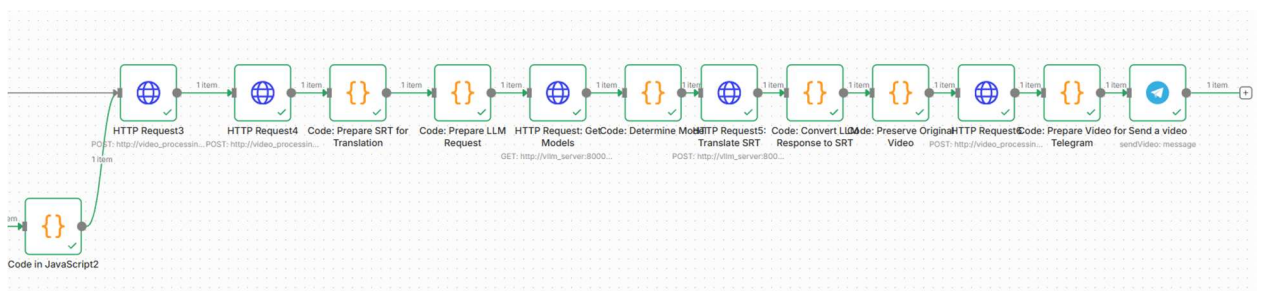 1 item
1 item
1 item
1 item
1 item
1 item
1 item
1 item
1 item
1 item
1 item
1 item
HTTP Request3
POST: http://video_processin...
HTTP Request4
POST: http://video_processin...
Code: Prepare SRT for
Translation
Code: Prepare LLM
Request
HTTP Request: Get
Models
GET: http://vllm_server:8000...
Code: Determine Model
HTTP Request5:
Translate SRT
POST: http://vllm_server:800...
Code: Convert LLM
Response to SRT
Code: Preserve Original
Video
HTTP Request6
POST: http://video_processin...
Code: Prepare Video for
Telegram
Send a video
sendVideo: message
1 item
Code in JavaScript2